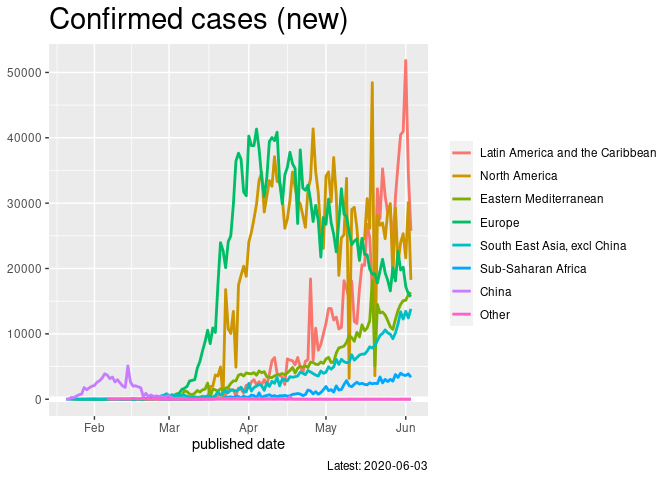 Confirmed cases (new)
50000
40000
30000
20000
10000
0
Feb
Mar
Apr
May
Jun
published date
Latest: 2020-06-03
Latin America and the Caribbean
North America
Eastern Mediterranean
Europe
South East Asia, excl China
Sub-Saharan Africa
China
Other